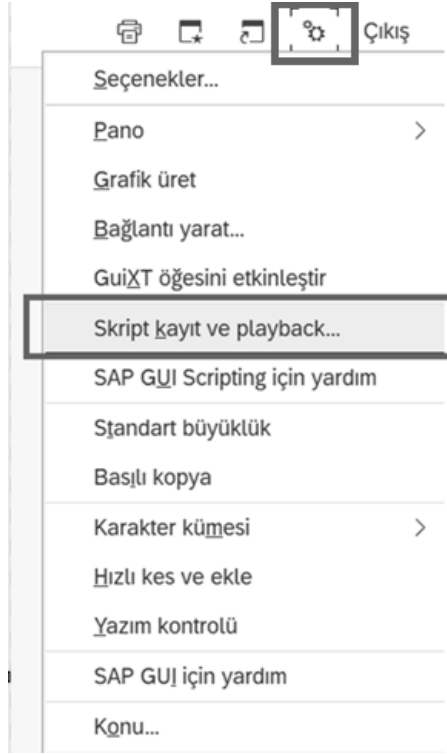 Çıkış
Seçenekler...
Pano
Grafik üret
Bağlantı yarat...
GuiXT öğesini etkinleştir
Skript kayıt ve playback...
SAP GUI Scripting için yardım
Standart büyüklük
Basılı kopya
Karakter kümesi
Hızlı kes ve ekle
Yazım kontrolü
SAP GUI için yardım
Konu...